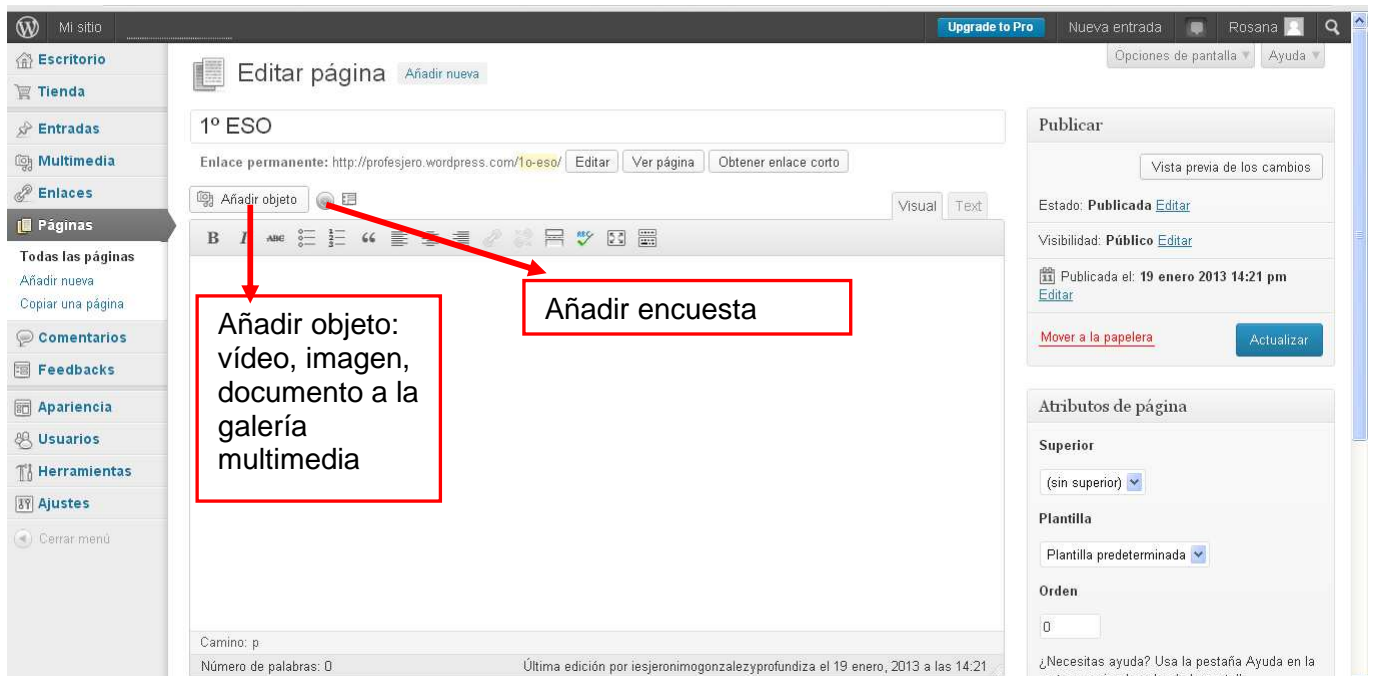 Mi sitio
Upgrade to Pro
Nueva entrada
Rosana
Escritorio
Tienda
Entradas
Multimedia
Enlaces
Páginas
Todas las páginas
Añadir nueva
Copiar una página
Comentarios
Feedbacks
Apariencia
Usuarios
Herramientas
Ajustes
Cerrar menú
Opciones de pantalla
Ayuda
Editar página Añadir nueva
1º ESO
Enlace permanente: http://profesjero.wordpress.com/1o-eso/ Editar Ver página Obtener enlace corto
Añadir objeto
Visual Text
B I ABC ABC
Añadir objeto:
vídeo, imagen,
documento a la
galería
multimedia
Añadir encuesta
Camino: p
Número de palabras: 0
Última edición por iesjeronimogonzalezyprofundiza el 19 enero, 2013 a las 14:21
Publicar
Vista previa de los cambios
Estado: Publicada Editar
Visibilidad: Público Editar
Publicada el: 19 enero 2013 14:21 pm
Editar
Mover a la papelera
Actualizar
Atributos de página
Superior
(sin superior)
Plantilla
Plantilla predeterminada
Orden
0
¿Necesitas ayuda? Usa la pestaña Ayuda en la